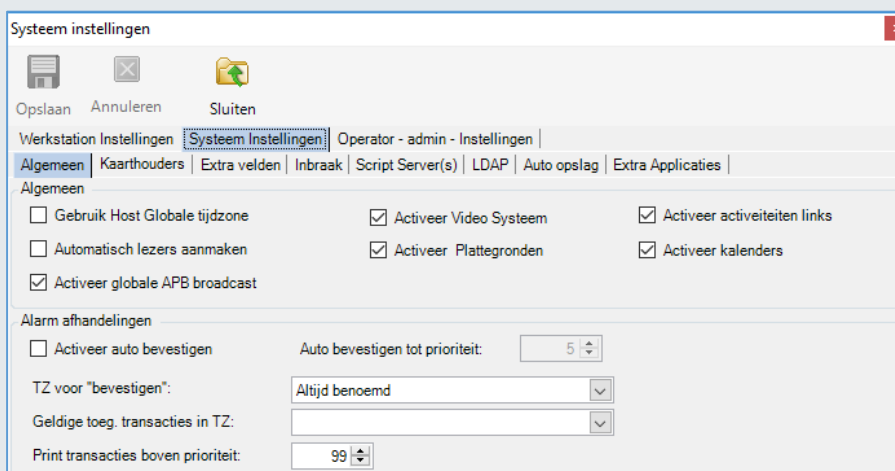 Systeem instellingen
Opslaan Annuleren Sluiten
Werkstation Instellingen Systeem Instellingen Operator - admin - Instellingen
Algemeen Kaarthouders Extra velden Inbraak Script Server(s) LDAP Auto opslag Extra Applicaties
Algemeen
Gebruik Host Globale tijdzone Activeer Video Systeem Activeer activeiteiten links
Automatisch lezers aanmaken Activeer Plattegronden Activeer kalenders
Activeer globale APB broadcast
Alarm afhandelingen
Activeer auto bevestigen Auto bevestigen tot prioriteit: 5
TZ voor "bevestigen": Altijd benoemd
Geldige toeg. transacties in TZ:
Print transacties boven prioriteit: 99